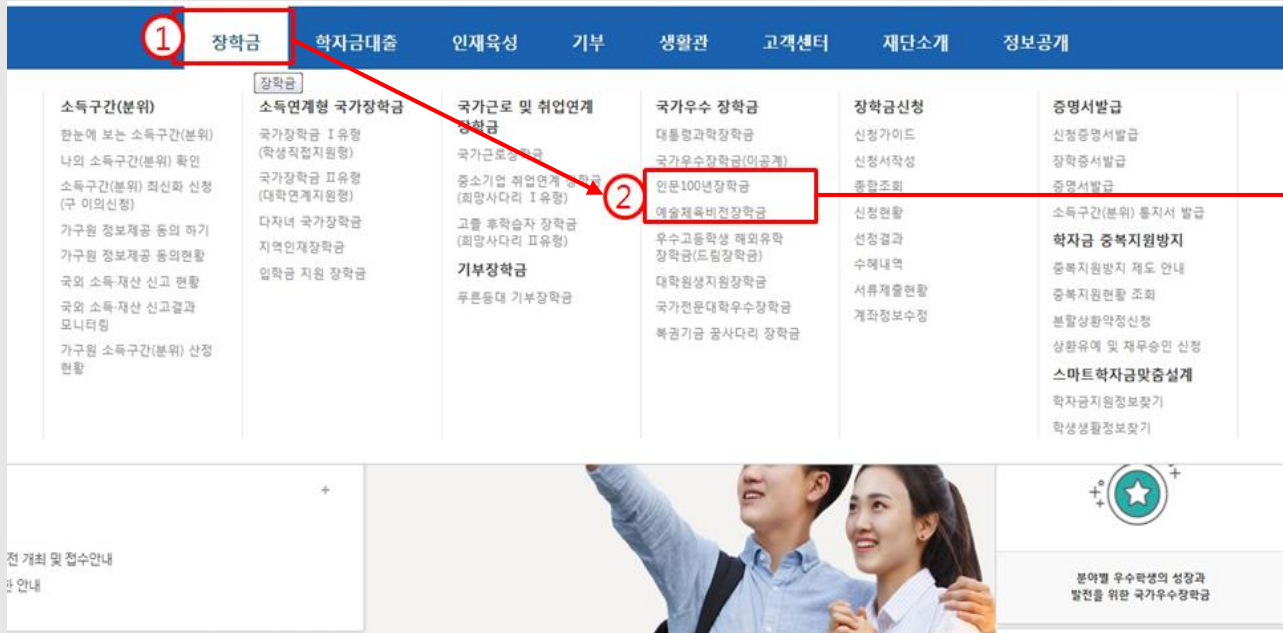 1
장학금 학자금대출 인재육성 기부 생활관 고객센터 재단소개 정보공개
장학금
소득구간(분위)
한눈에 보는 소득구간(분위)
나의 소득구간(분위) 확인
소득구간(분위) 최신화 신청
(구 이의신청)
가구원 정보제공 동의 하기
가구원 정보제공 동의현황
국외 소득·재산 신고 현황
국외 소득·재산 신고결과
모니터링
가구원 소득구간(분위) 산정
현황
소득연계형 국가장학금
국가장학금 Ⅰ유형
(학생직접지원형)
국가장학금 Ⅱ유형
(대학연계지원형)
다자녀 국가장학금
지역인재장학금
입학금 지원 장학금
국가근로 및 취업연계
장학금
국가근로장학금
중소기업 취업연계 장학금
(희망사다리 Ⅰ유형)
고졸 후학습자 장학금
(희망사다리 Ⅱ유형)
기부장학금
푸른등대 기부장학금
국가우수 장학금
대통령과학장학금
국가우수장학금(이공계)
2
인문100년장학금
예술체육비전장학금
우수고등학생 해외유학
장학금(드림장학금)
대학원생지원장학금
국가전문대학우수장학금
복권기금 꿈사다리 장학금
장학금신청
신청가이드
신청서작성
종합조회
신청현황
선정결과
수혜내역
서류제출현황
계좌정보수정
증명서발급
신청증명서발급
장학증서발급
증명서발급
소득구간(분위) 통지서 발급
학자금 중복지원방지
중복지원방지 제도 안내
중복지원현황 조회
분할상환약정신청
상환유예 및 채무승인 신청
스마트학자금맞춤설계
학자금지원정보찾기
학생생활정보찾기
전 개최 및 접수안내
안내
분야별 우수학생의 성장과
발전을 위한 국가우수장학금